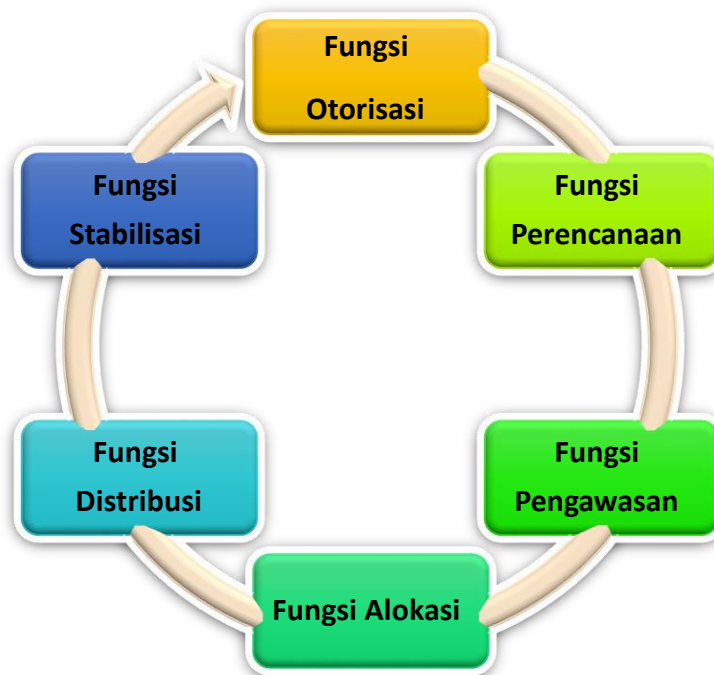 Fungsi
Otorisasi
Fungsi
Perencanaan
Fungsi
Pengawasan
Fungsi Alokasi
Fungsi
Distribusi
Fungsi
Stabilisasi